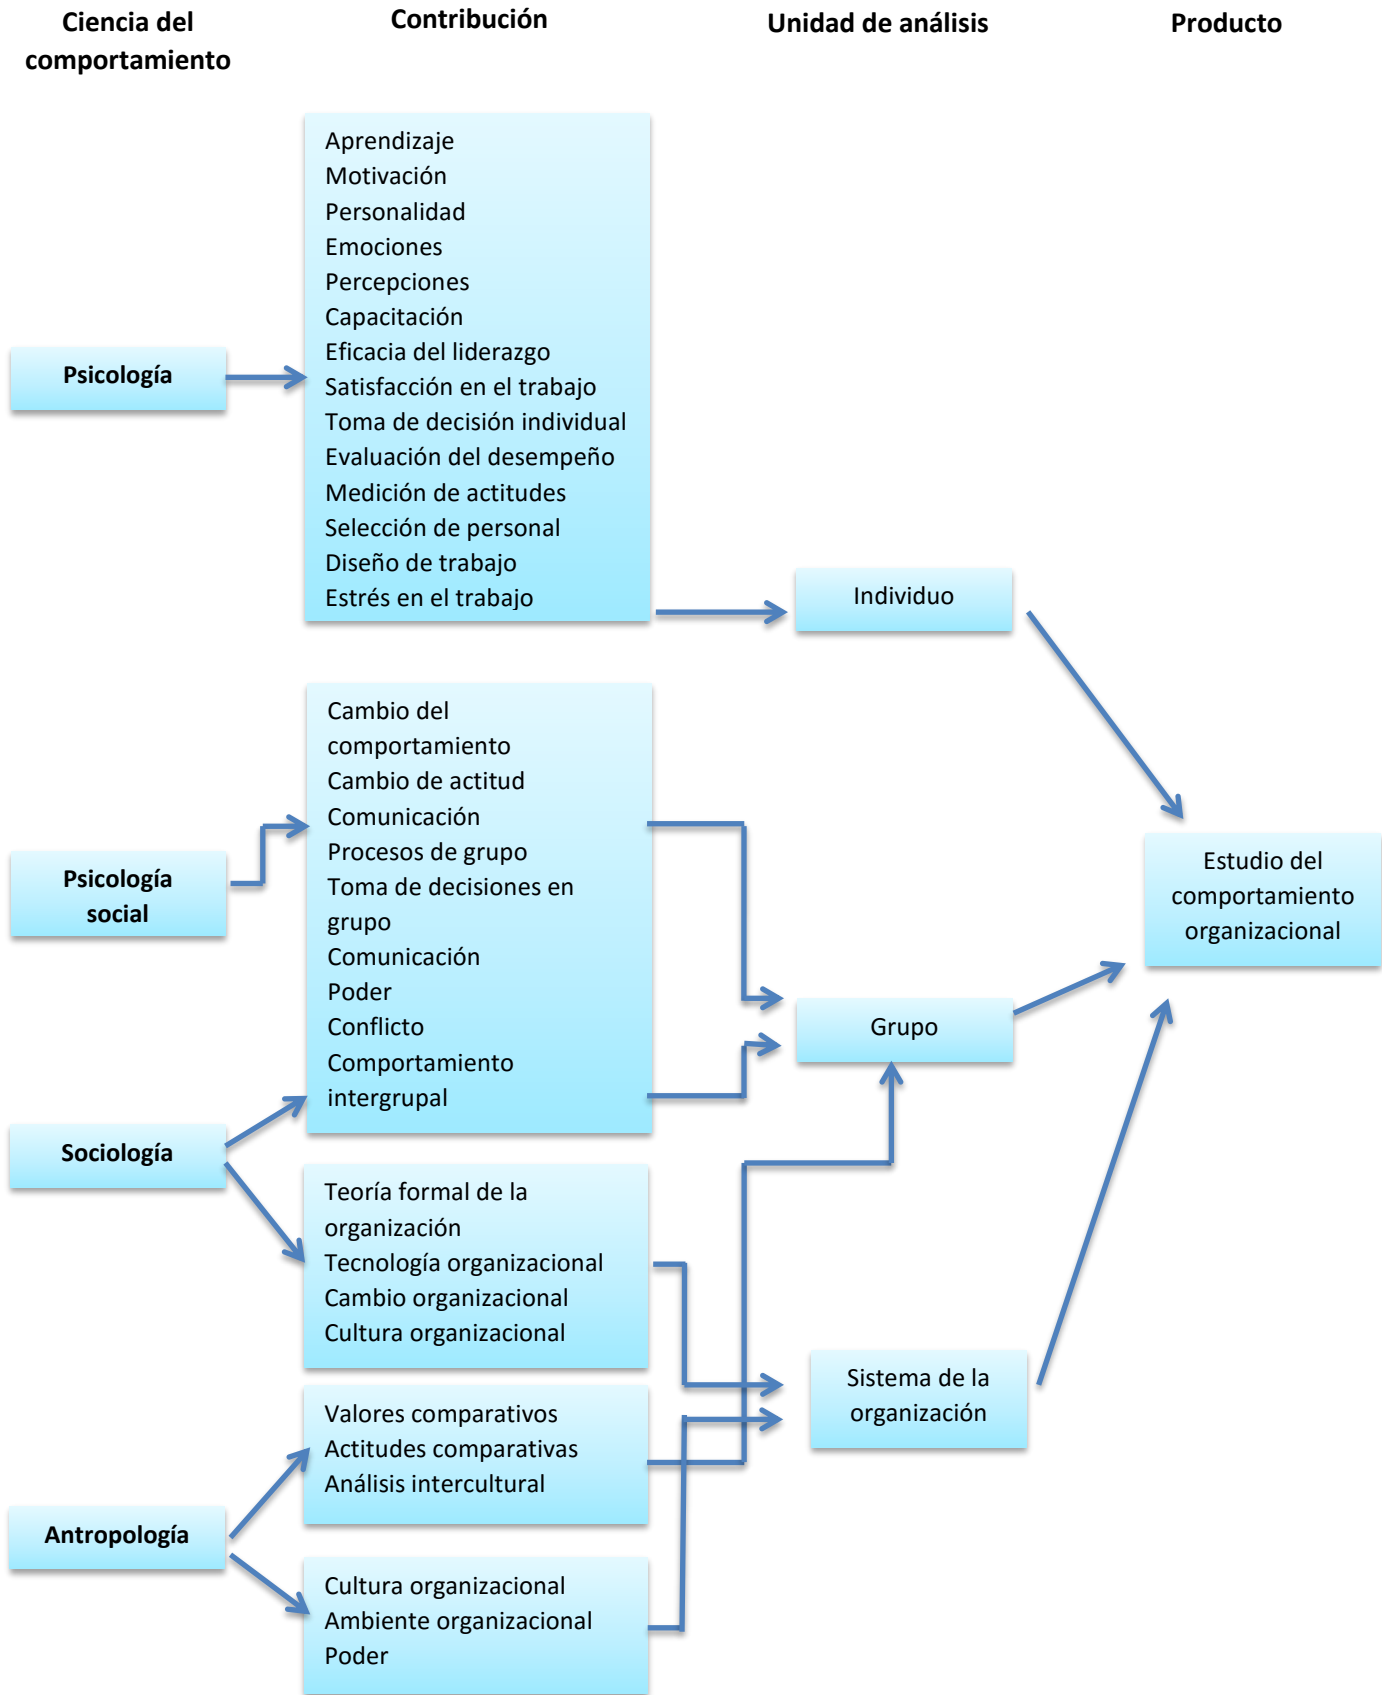 Ciencia del
comportamiento
Contribución
Unidad de análisis
Producto
Psicología
Aprendizaje
Motivación
Personalidad
Emociones
Percepciones
Capacitación
Eficacia del liderazgo
Satisfacción en el trabajo
Toma de decisión individual
Evaluación del desempeño
Medición de actitudes
Selección de personal
Diseño de trabajo
Estrés en el trabajo
Individuo
Psicología
social
Cambio del
comportamiento
Cambio de actitud
Comunicación
Procesos de grupo
Toma de decisiones en
grupo
Comunicación
Poder
Conflicto
Comportamiento
intergrupal
Grupo
Estudio del
comportamiento
organizacional
Sociología
Teoría formal de la
organización
Tecnología organizacional
Cambio organizacional
Cultura organizacional
Sistema de la
organización
Antropología
Valores comparativos
Actitudes comparativas
Análisis intercultural
Cultura organizacional
Ambiente organizacional
Poder